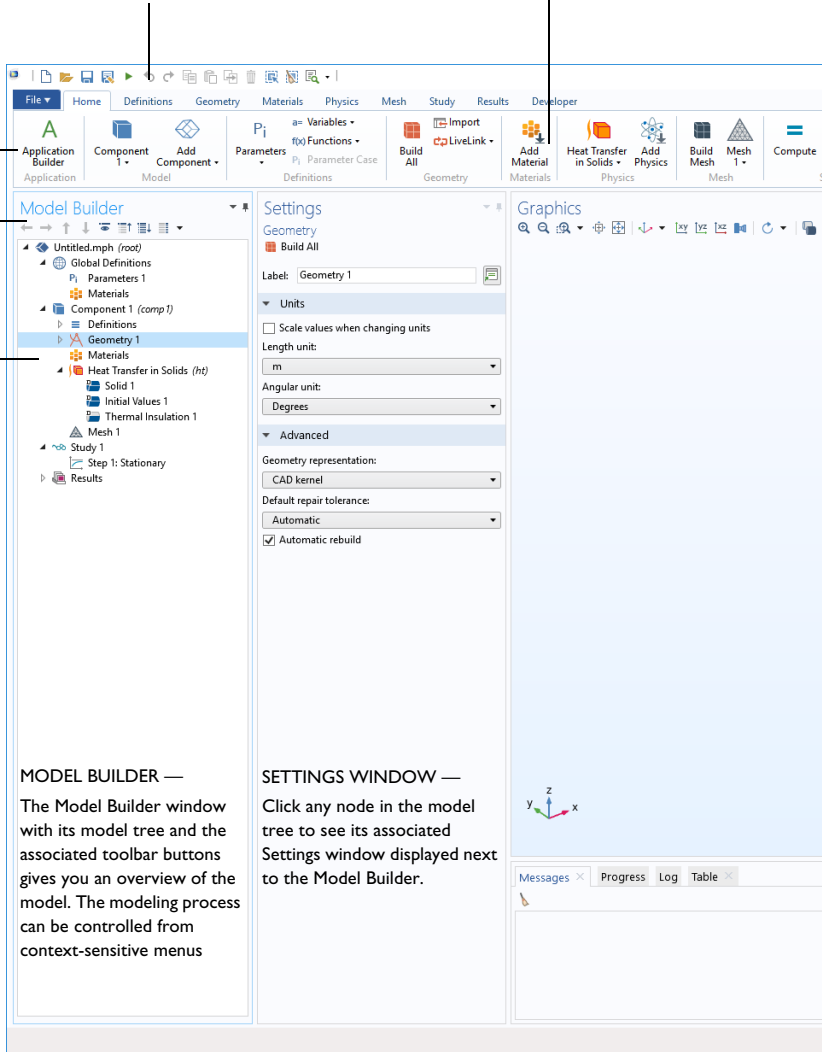 File
Home Definitions Geometry Materials Physics Mesh Study Results Developer
A
Application
Builder
Application
Component
1
Add
Component
Model
Pi
Parameters
a= Variables
f(x) Functions
Pi Parameter Case
Definitions
Build
All
Import
LiveLink
Geometry
Add
Material
Materials
Heat Transfer
in Solids
Add
Physics
Physics
Build
Mesh
Mesh
1
Mesh
=
Compute
S
Model Builder
Untitled.mph (root)
Global Definitions
Pi Parameters 1
Materials
Component 1 (comp1)
Definitions
Geometry 1
Materials
Heat Transfer in Solids (ht)
Solid 1
Initial Values 1
Thermal Insulation 1
Mesh 1
Study 1
Step 1: Stationary
Results
MODEL BUILDER —
The Model Builder window
with its model tree and the
associated toolbar buttons
gives you an overview of the
model. The modeling process
can be controlled from
context-sensitive menus
Settings
Geometry
Build All
Label: Geometry 1
Units
Scale values when changing units
Length unit:
m
Angular unit:
Degrees
Advanced
Geometry representation:
CAD kernel
Default repair tolerance:
Automatic
Automatic rebuild
SETTINGS WINDOW —
Click any node in the model
tree to see its associated
Settings window displayed next
to the Model Builder.
Graphics
xy yz xz
z
y x
Messages Progress Log Table